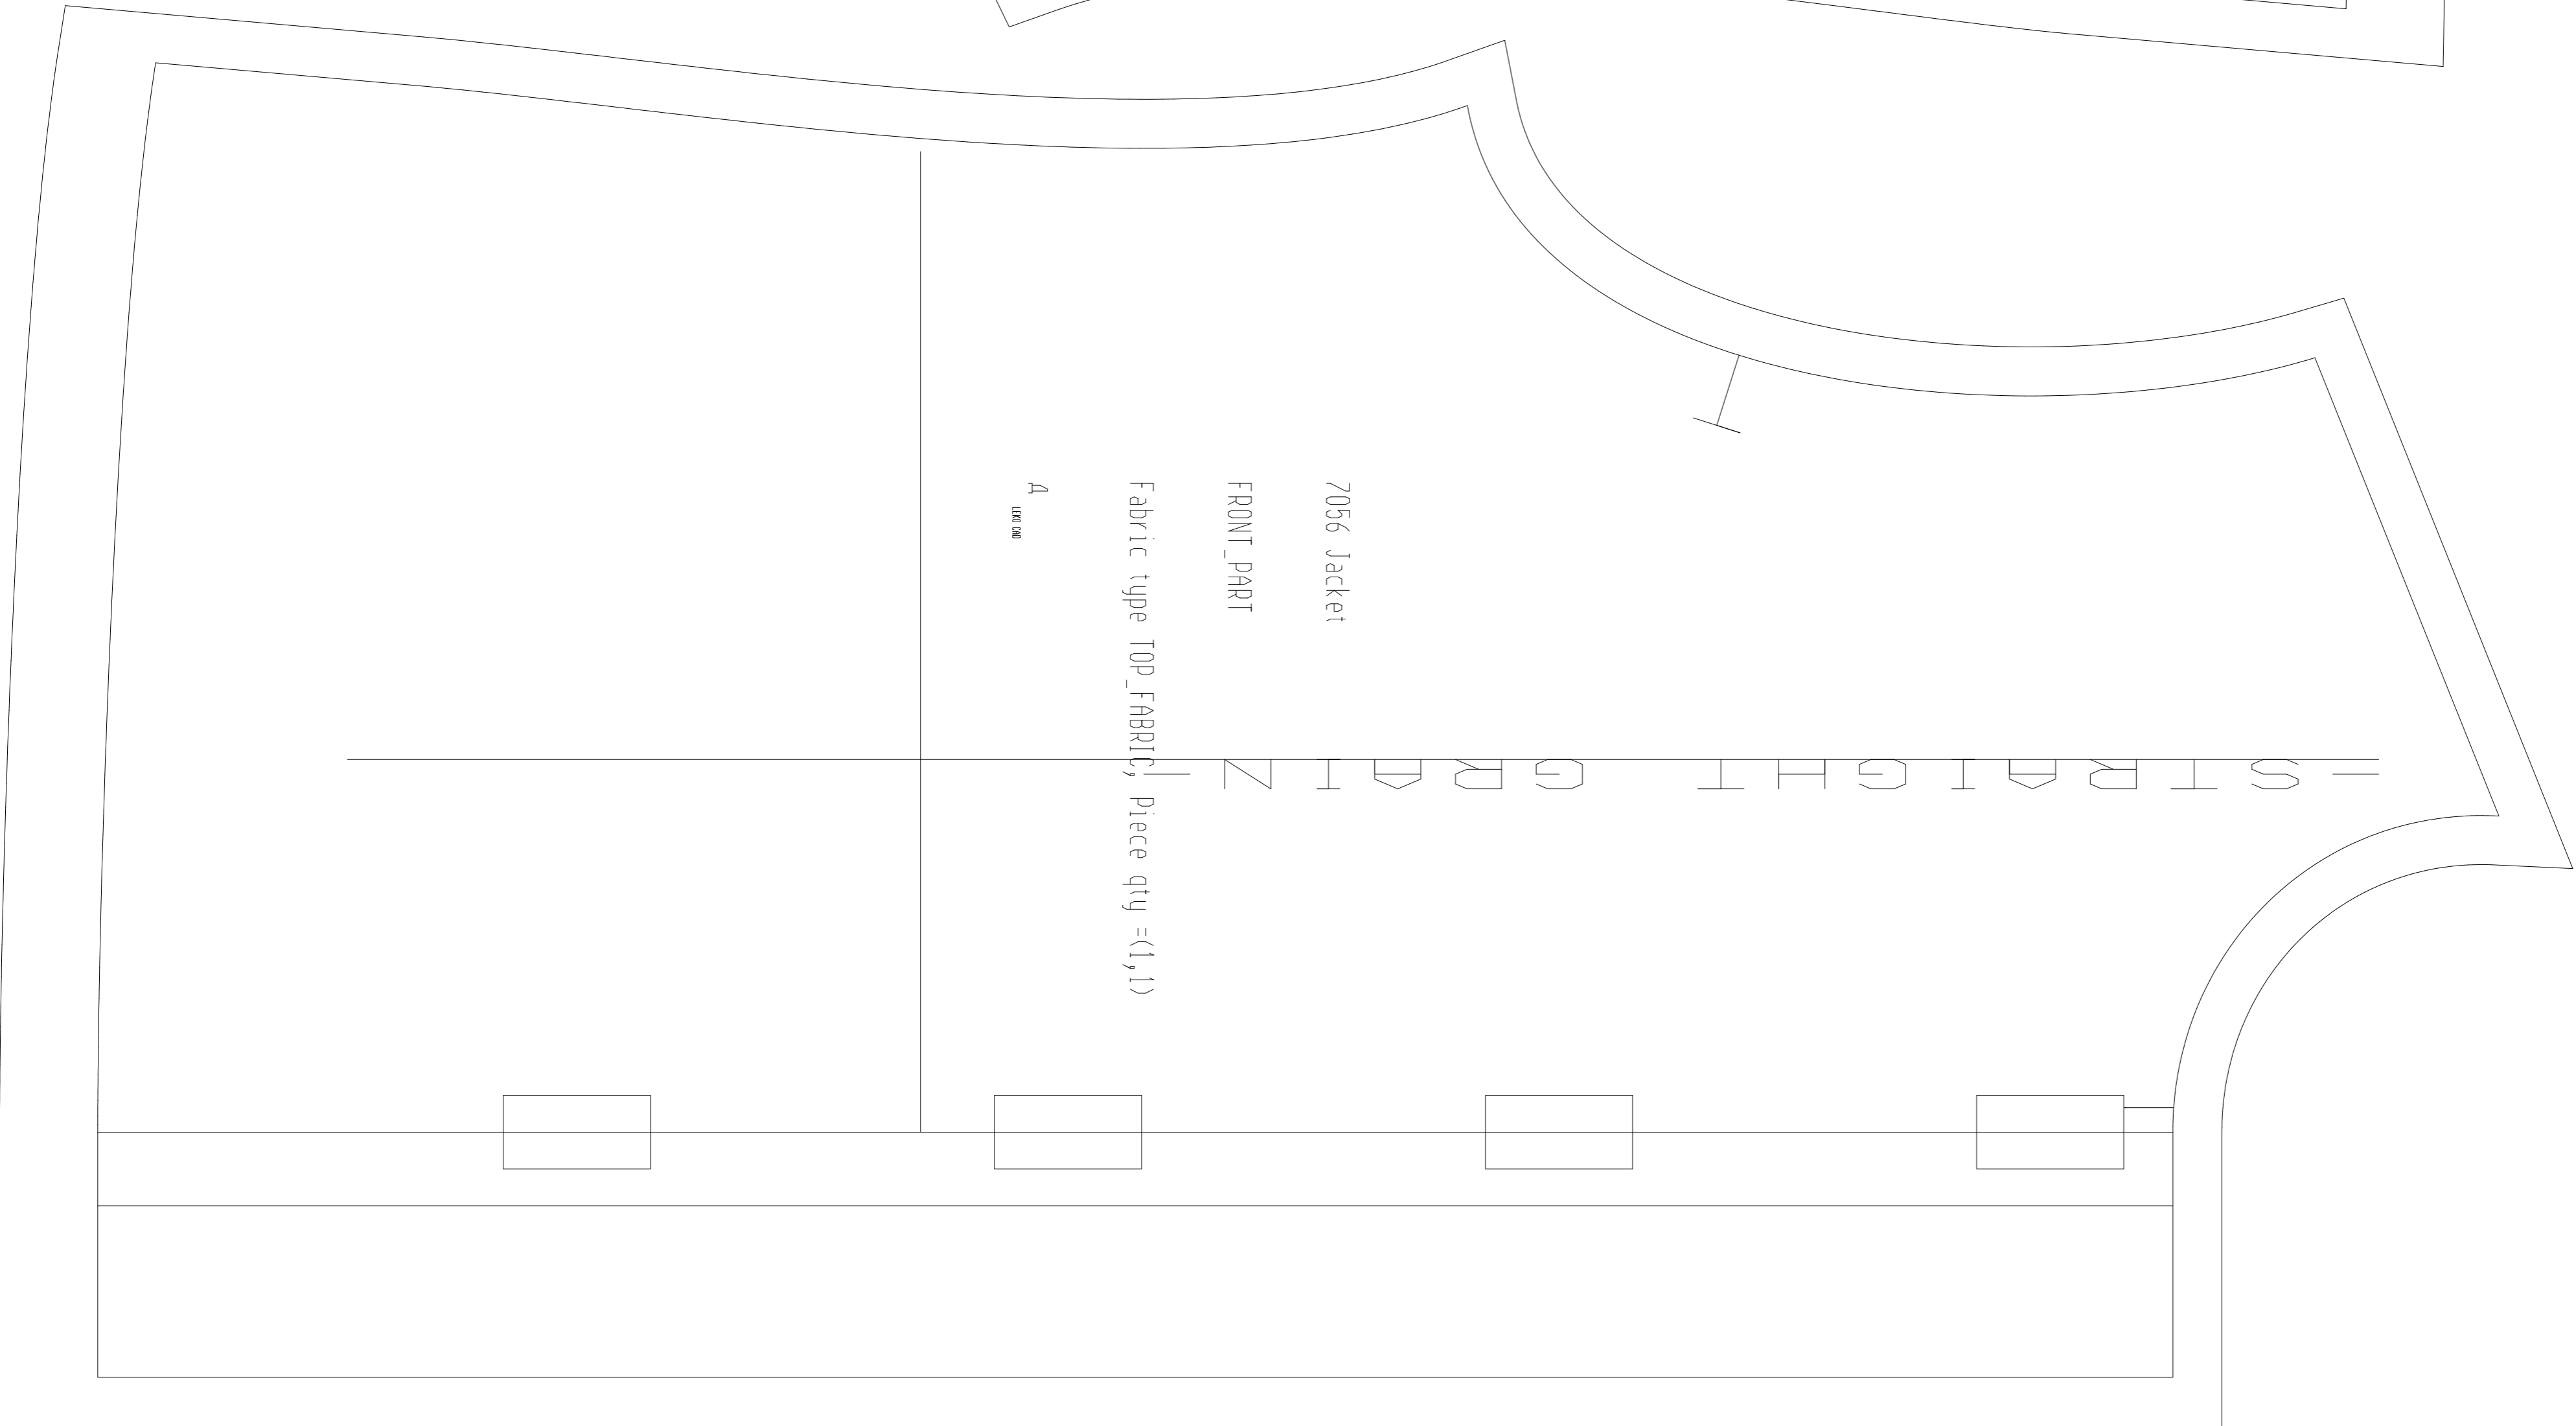 7056 Jacket
FRONT_PART
Fabric type TOP_FABRIC, piece qty =(1,1)
Д
LEKO CAD
|STRAIGHT GRAIN|